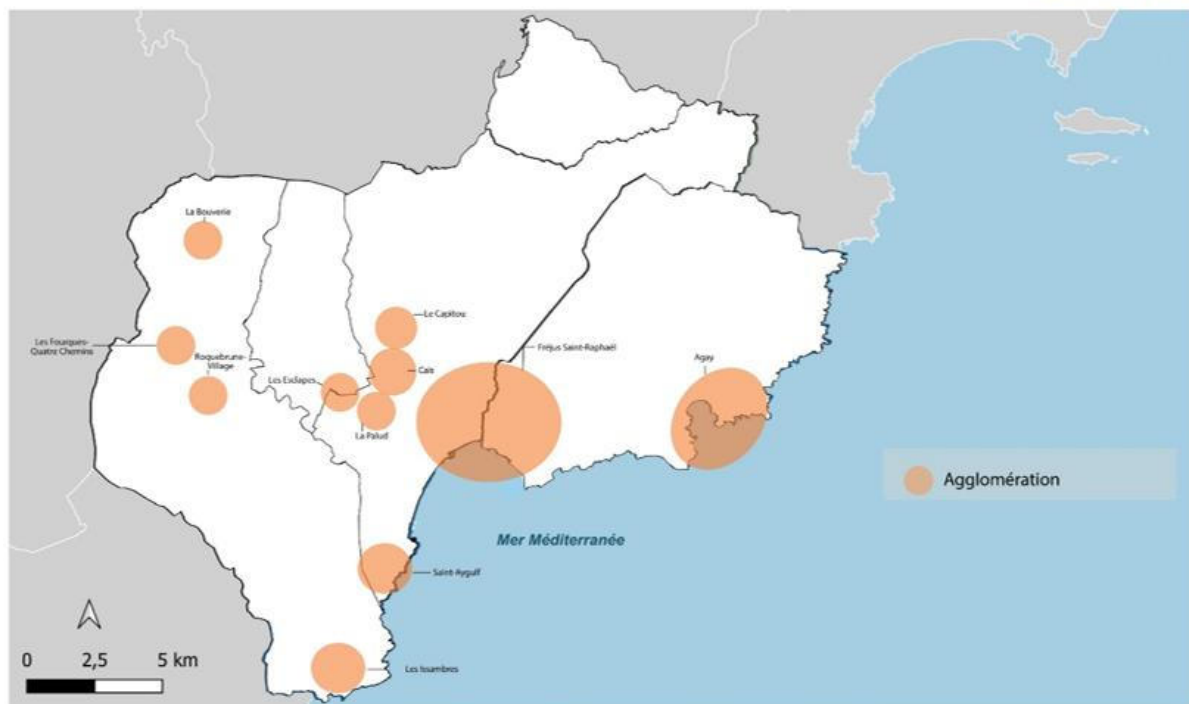 La Bouverie
Le Capitou
Les Fourques-
Quatre Chemins
Roquebrune-
Village
Fréjus Saint-Raphaël
Agay
Les Esclapes
Caïs
La Palud
Agglomération
Mer Méditerranée
Saint-Aygulf
Les Issambres
0 2,5 5 km